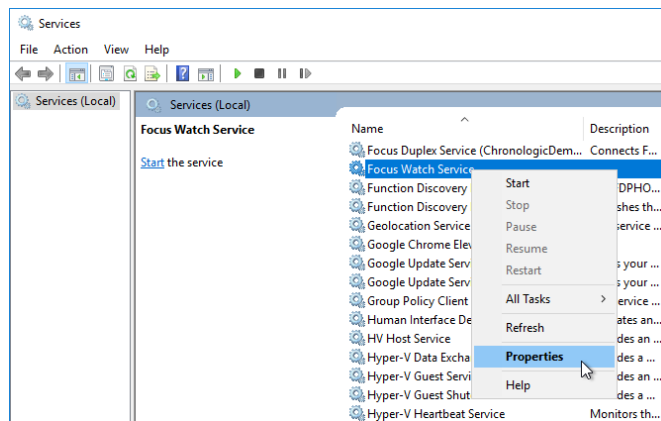 Services
File Action View Help
Services (Local)
Services (Local)
Focus Watch Service
Start the service
Name Description
Focus Duplex Service (ChronologicDem... Connects F...
Focus Watch Service
Function Discovery DPHO...
Function Discovery shes th...
Geolocation Service service ...
Google Chrome Elev
Google Update Serv s your ...
Google Update Serv s your ...
Group Policy Client ervice ...
Human Interface De ates an...
HV Host Service des an ...
Hyper-V Data Excha des a ...
Hyper-V Guest Servi des an ...
Hyper-V Guest Shut des a ...
Hyper-V Heartbeat Service Monitors th...
Start
Stop
Pause
Resume
Restart
All Tasks
Refresh
Properties
Help